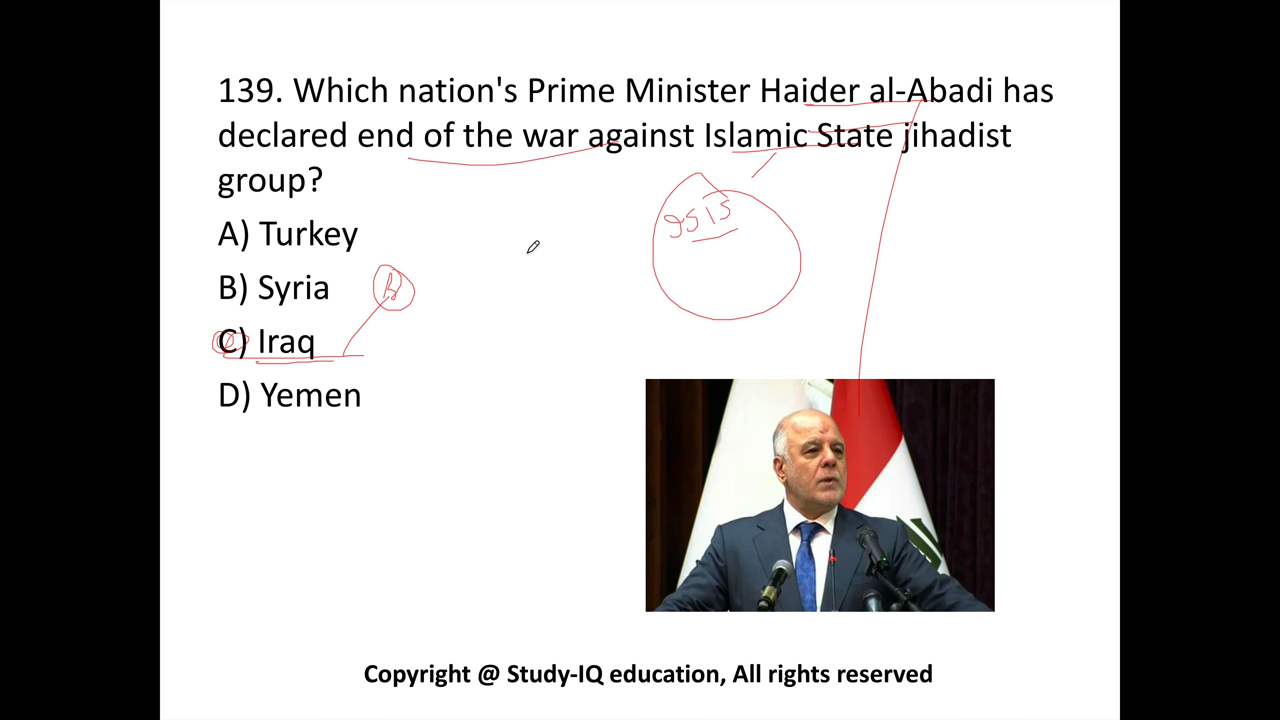 139. Which nation's Prime Minister Haider al-Abadi has
declared end of the war against Islamic State jihadist
group?
ISIS
A) Turkey
B) Syria
C) Iraq
D) Yemen
Copyright @ Study-IQ education, All rights reserved